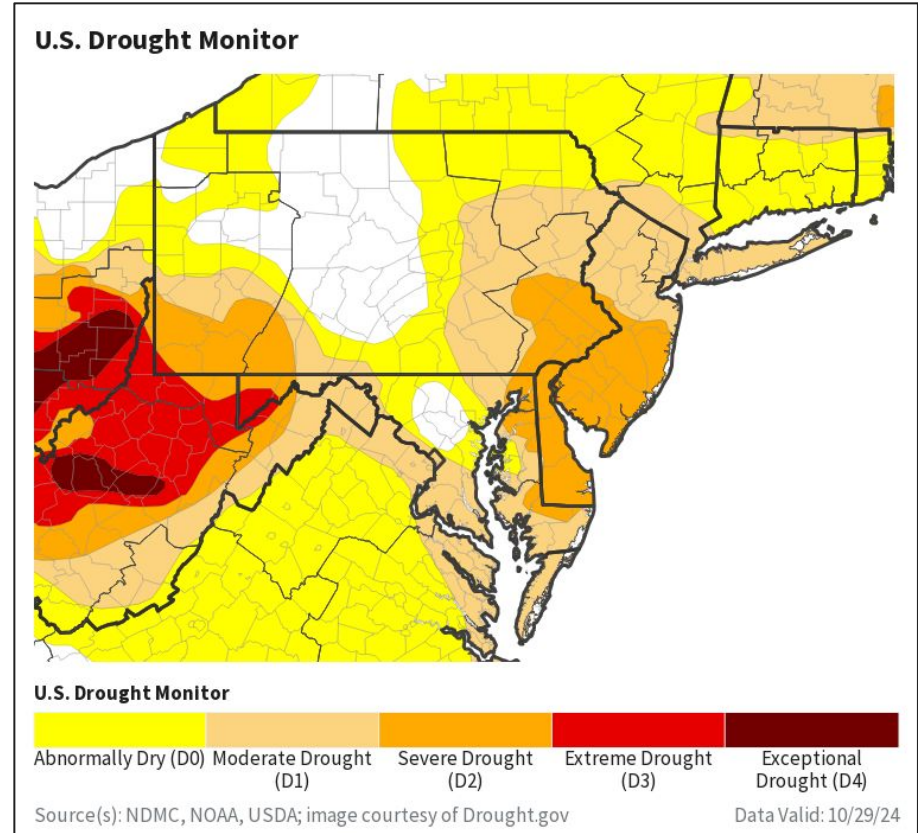 U.S. Drought Monitor
U.S. Drought Monitor
Abnormally Dry (D0)
Moderate Drought
(D1)
Severe Drought
(D2)
Extreme Drought
(D3)
Exceptional
Drought (D4)
Source(s): NDMC, NOAA, USDA; image courtesy of Drought.gov
Data Valid: 10/29/24